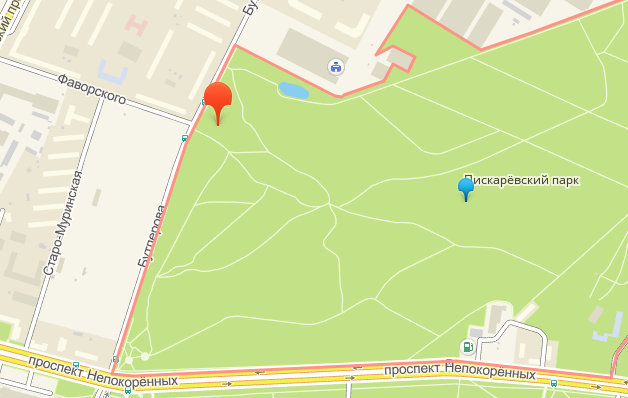 Фаворского
Пискарёвский парк
Старо-Муринская
Бутлерова
проспект Непокорённых
проспект Непокорённых